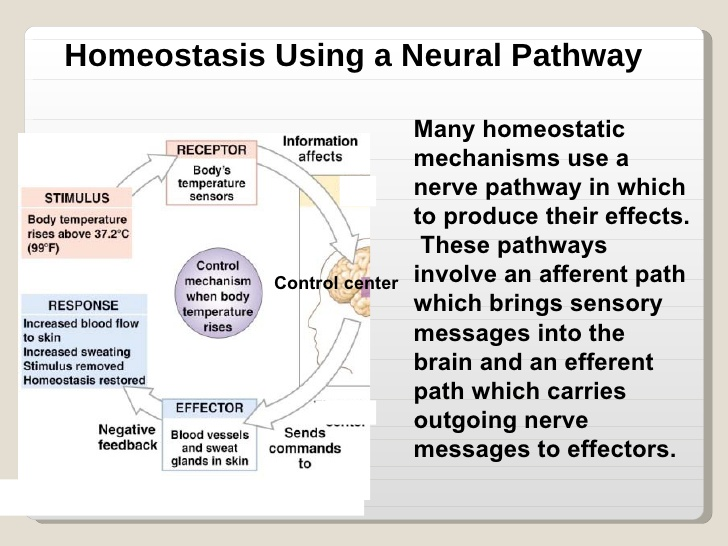 Homeostasis Using a Neural Pathway
Information
affects
RECEPTOR
Body's
temperature
sensors
STIMULUS
Body temperature
rises above 37.2°C
(99°F)
Control
mechanism
when body
temperature
rises
Control center
RESPONSE
Increased blood flow
to skin
Increased sweating
Stimulus removed
Homeostasis restored
EFFECTOR
Blood vessels
and sweat
glands in skin
Negative
feedback
Sends
commands
to
Many homeostatic
mechanisms use a
nerve pathway in which
to produce their effects.
These pathways
involve an afferent path
which brings sensory
messages into the
brain and an efferent
path which carries
outgoing nerve
messages to effectors.